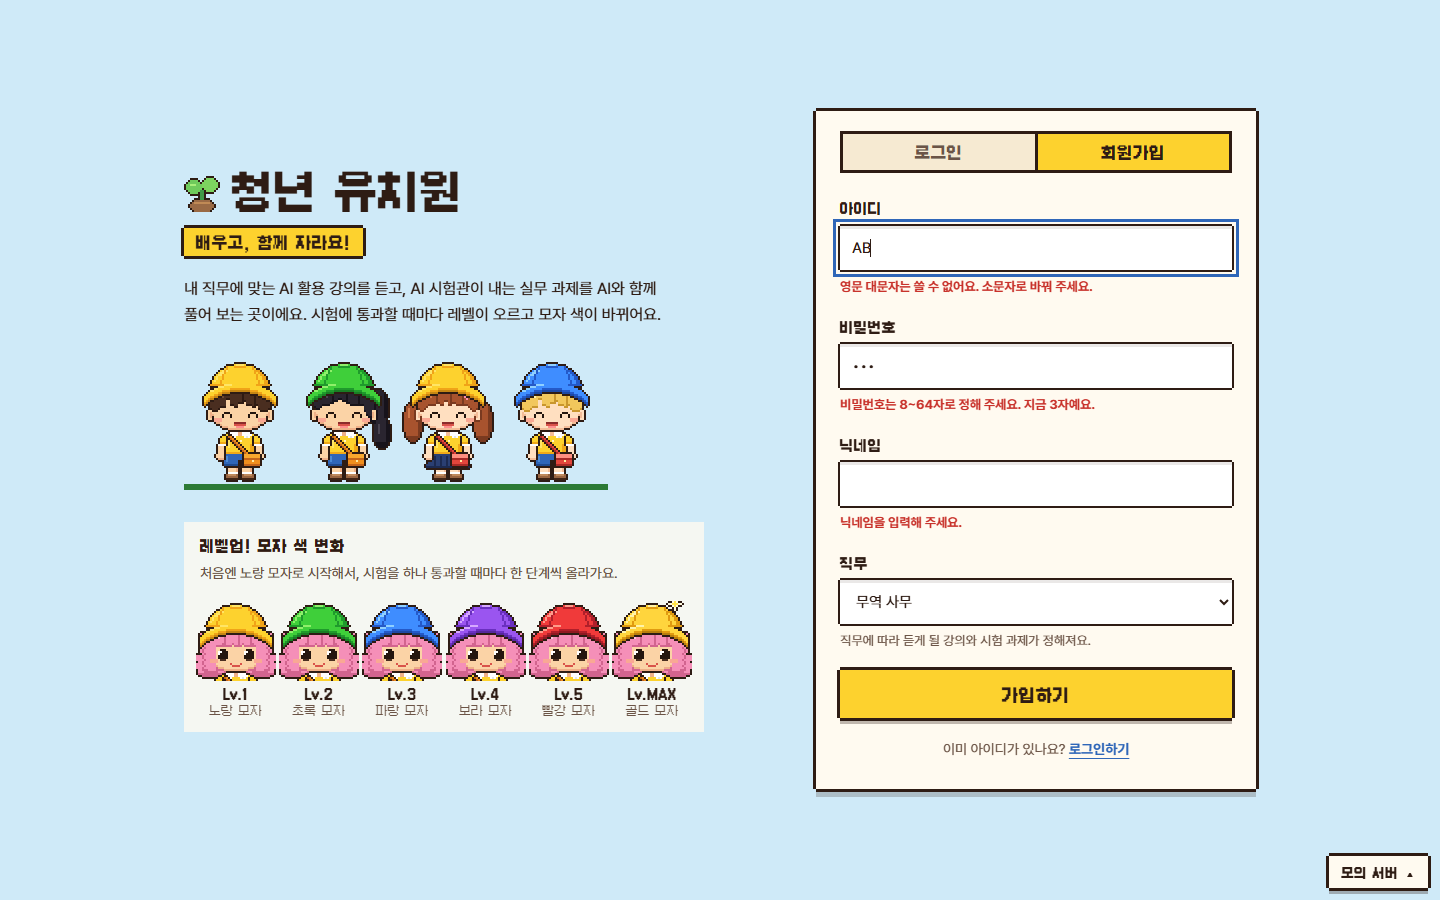 청년 유치원
배우고, 함께 자라요!
내 직무에 맞는 AI 활용 강의를 듣고, AI 시험관이 내는 실무 과제를 AI와 함께
풀어 보는 곳이에요. 시험에 통과할 때마다 레벨이 오르고 모자 색이 바뀌어요.
레벨업! 모자 색 변화
처음엔 노랑 모자로 시작해서, 시험을 하나 통과할 때마다 한 단계씩 올라가요.
Lv.1 Lv.2 Lv.3 Lv.4 Lv.5 Lv.MAX
노랑 모자 초록 모자 파랑 모자 보라 모자 빨강 모자 골드 모자
로그인 회원가입
아이디
AB
영문 대문자는 쓸 수 없어요. 소문자로 바꿔 주세요.
비밀번호
•••
비밀번호는 8~64자로 정해 주세요. 지금 3자예요.
닉네임
닉네임을 입력해 주세요.
직무
무역 사무
직무에 따라 듣게 될 강의와 시험 과제가 정해져요.
가입하기
이미 아이디가 있나요? 로그인하기
모의 서버 ▲